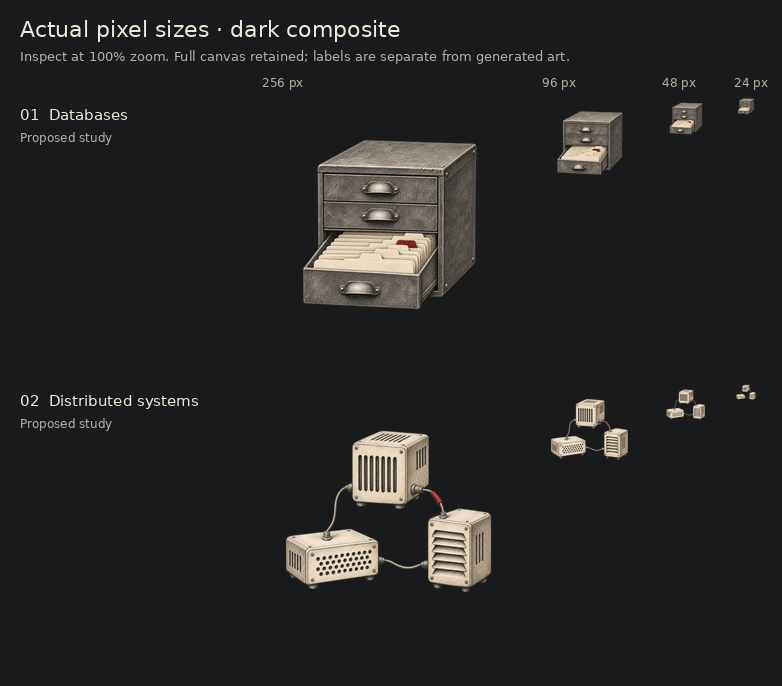 Actual pixel sizes · dark composite
Inspect at 100% zoom. Full canvas retained; labels are separate from generated art.
256 px 96 px 48 px 24 px
01 Databases
Proposed study
02 Distributed systems
Proposed study